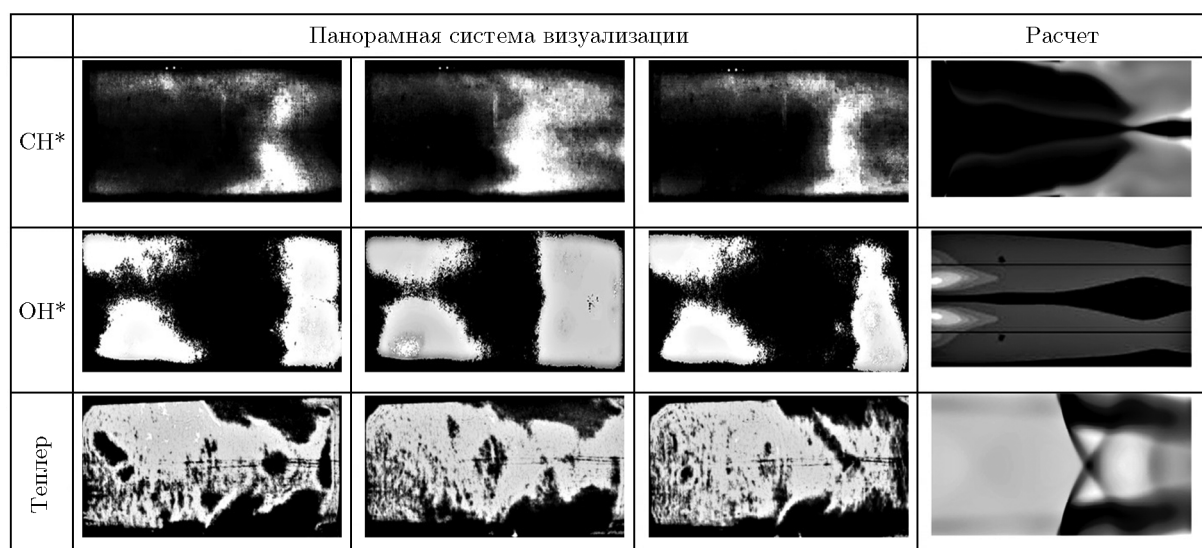 Панорамная система визуализации
Расчет
CH*
OH*
Теплер